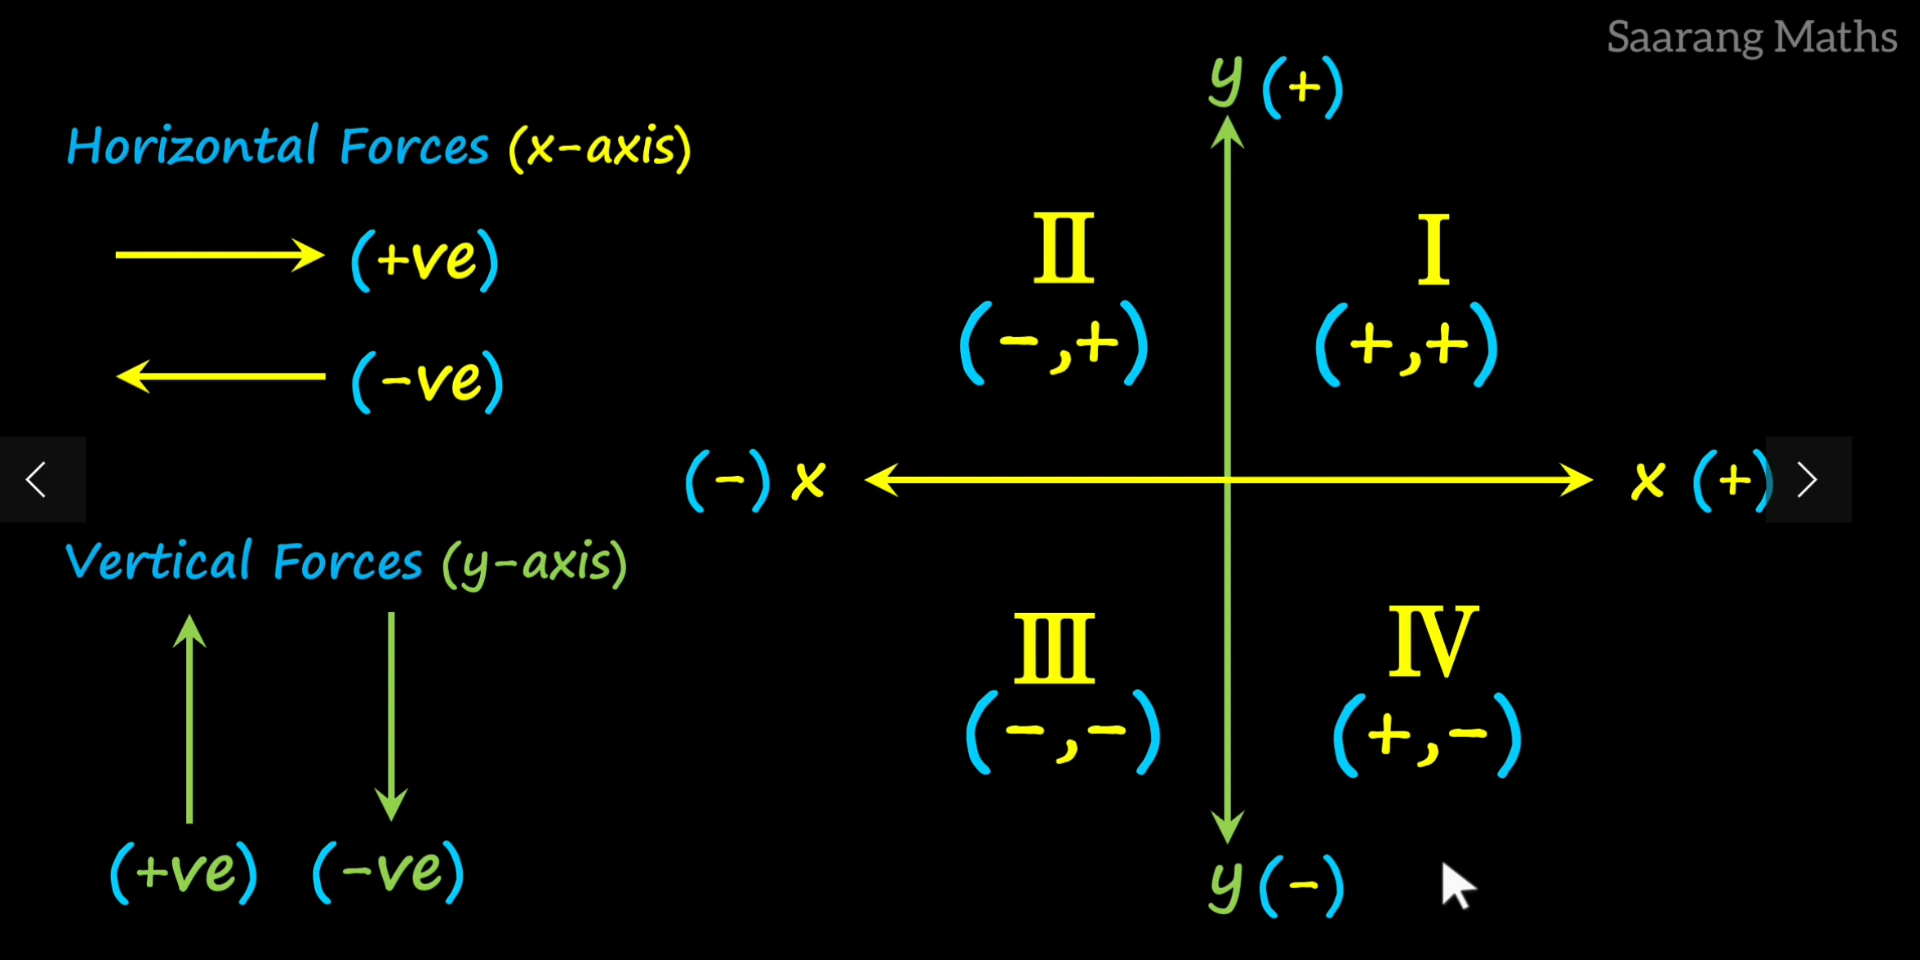 Saarang Maths
Horizontal Forces (x-axis)
(+ve)
(-ve)
Vertical Forces (y-axis)
(+ve) (-ve)
y (+)
II
(-,+)
I
(+,+)
(-) x
x (+)
III
(-,-)
IV
(+,-)
y (-)